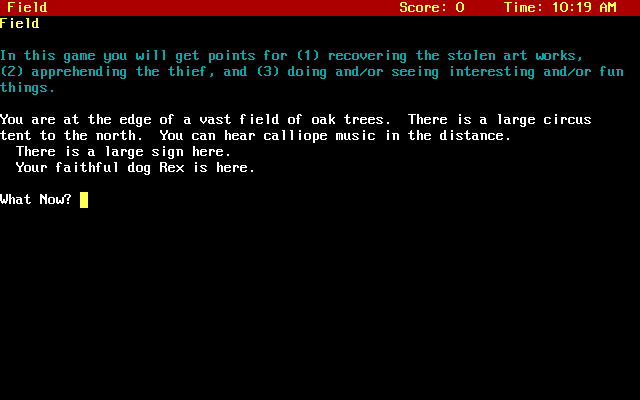 Field Score: 0 Time: 10:19 AM
Field
In this game you will get points for (1) recovering the stolen art works,
(2) apprehending the thief, and (3) doing and/or seeing interesting and/or fun
things.
You are at the edge of a vast field of oak trees.  There is a large circus
tent to the north.  You can hear calliope music in the distance.
There is a large sign here.
Your faithful dog Rex is here.
What Now?